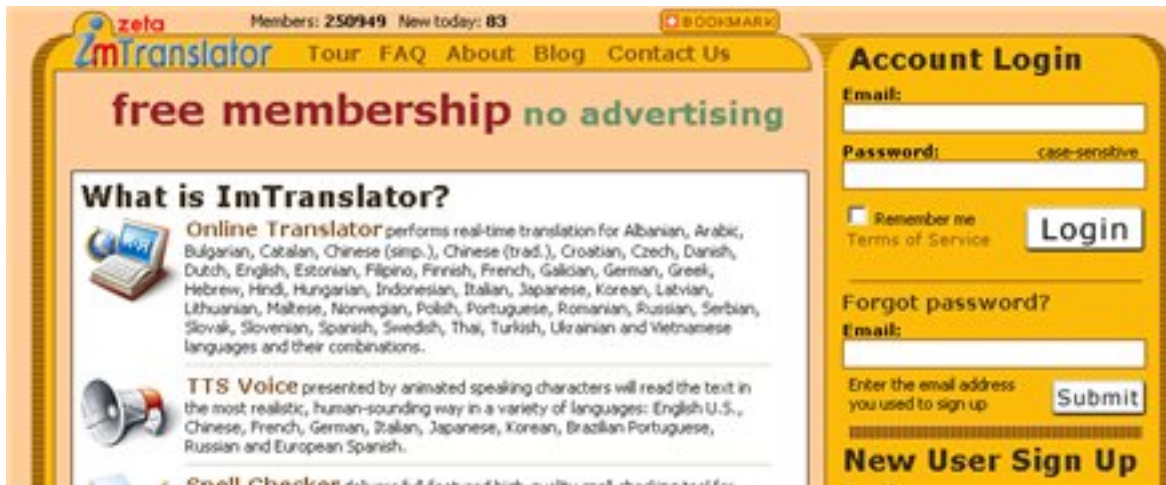 zeta
ImTranslator
Members: 250949 New today: 83
BOOKMARK
Tour FAQ About Blog Contact Us
free membership no advertising
What is ImTranslator?
Online Translator performs real-time translation for Albanian, Arabic,
Bulgarian, Catalan, Chinese (simp.), Chinese (trad.), Croatian, Czech, Danish,
Dutch, English, Estonian, Filipino, Finnish, French, Galician, German, Greek,
Hebrew, Hindi, Hungarian, Indonesian, Italian, Japanese, Korean, Latvian,
Lithuanian, Maltese, Norwegian, Polish, Portuguese, Romanian, Russian, Serbian,
Slovak, Slovenian, Spanish, Swedish, Thai, Turkish, Ukrainian and Vietnamese
languages and their combinations.
TTS Voice presented by animated speaking characters will read the text in
the most realistic, human-sounding way in a variety of languages: English U.S.,
Chinese, French, German, Italian, Japanese, Korean, Brazilian Portuguese,
Russian and European Spanish.
Spell Checker
Account Login
Email:
Password: case-sensitive
Remember me
Terms of Service
Login
Forgot password?
Email:
Enter the email address
you used to sign up
Submit
New User Sign Up